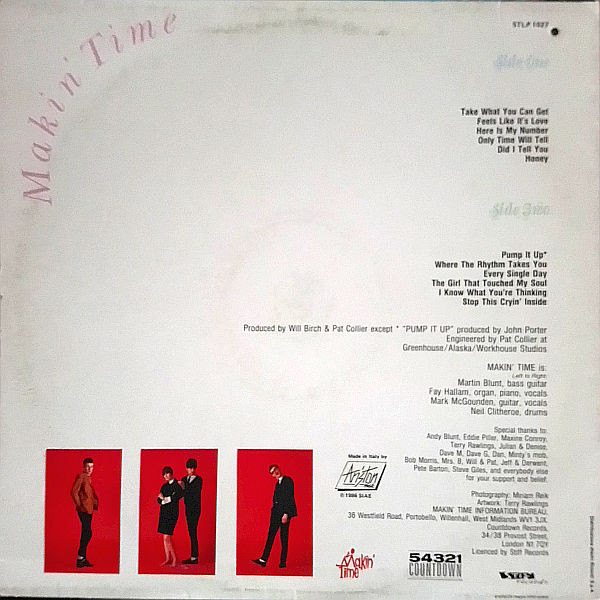 STLP 1027
Makin' Time
Side One
Take What You Can Get
Feels Like It's Love
Here Is My Number
Only Time Will Tell
Did I Tell You
Honey
Side Two
Pump It Up*
Where The Rhythm Takes You
Every Single Day
The Girl That Touched My Soul
I Know What You're Thinking
Stop This Cryin' Inside
Produced by Will Birch & Pat Collier except * "PUMP IT UP" produced by John Porter
Engineered by Pat Collier at
Greenhouse/Alaska/Workhouse Studios
MAKIN' TIME is:
Left to Right:
Martin Blunt, bass guitar
Fay Hallam, organ, piano, vocals
Mark McGounden, guitar, vocals
Neil Clitheroe, drums
Special thanks to:
Andy Blunt, Eddie Piller, Maxine Conroy,
Terry Rawlings, Julian & Denise,
Dave M, Dave G, Dan, Minty's mob,
Bob Morris, Mrs. B, Will & Pat, Jeff & Derwent,
Pete Barton, Steve Giles, and everybody else
for your support and belief.
Photography: Miriam Reik
Artwork: Terry Rawlings
MAKIN' TIME INFORMATION BUREAU,
36 Westfield Road, Portobello, Willenhall, West Midlands WV1 3JX.
Countdown Records,
34/38 Provost Street,
London N1 7QY
Licenced by Stiff Records
Made in Italy by
Ariston
© 1986 S.I.A.E
Makin'
Time
54321
COUNTDOWN